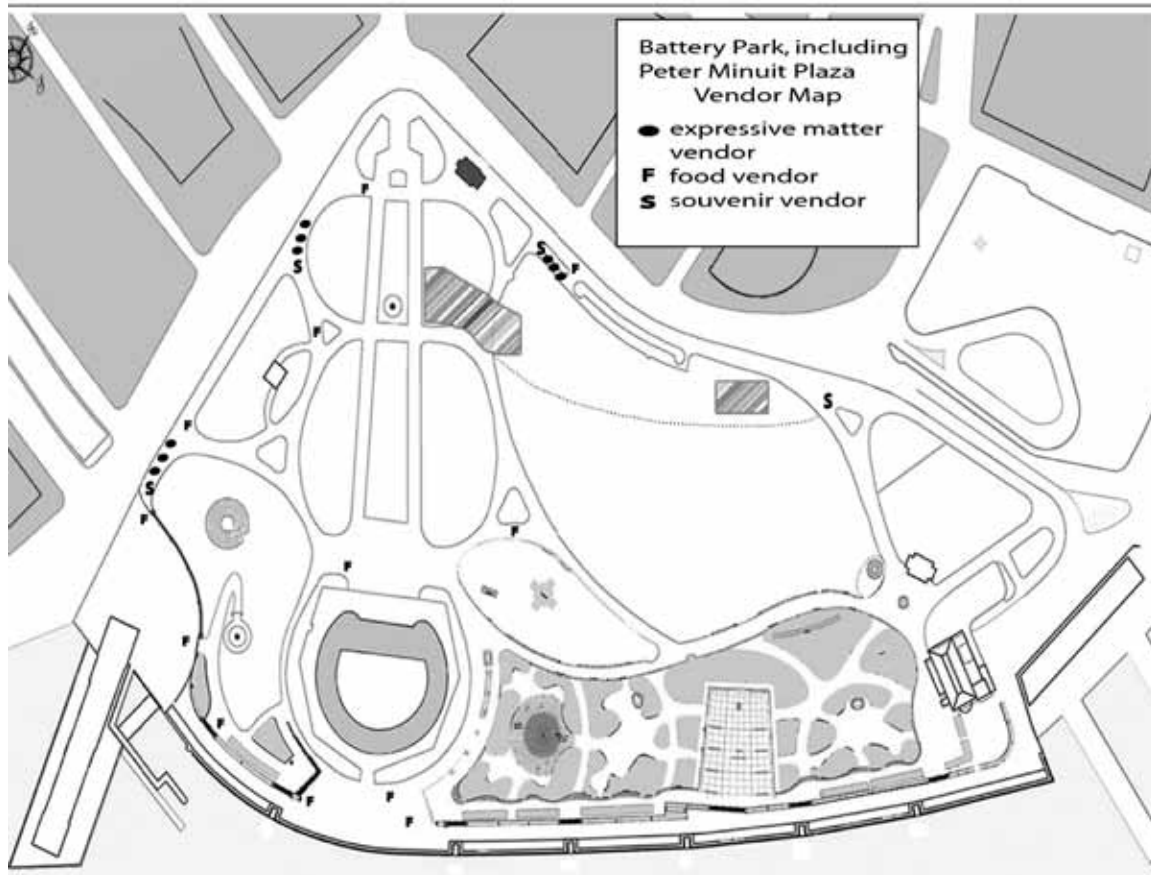 Battery Park, including
Peter Minuit Plaza
Vendor Map
expressive matter
vendor
F food vendor
S souvenir vendor
F
S
S
F
F
S
F
S
F
F
F
F
F
F
F
F